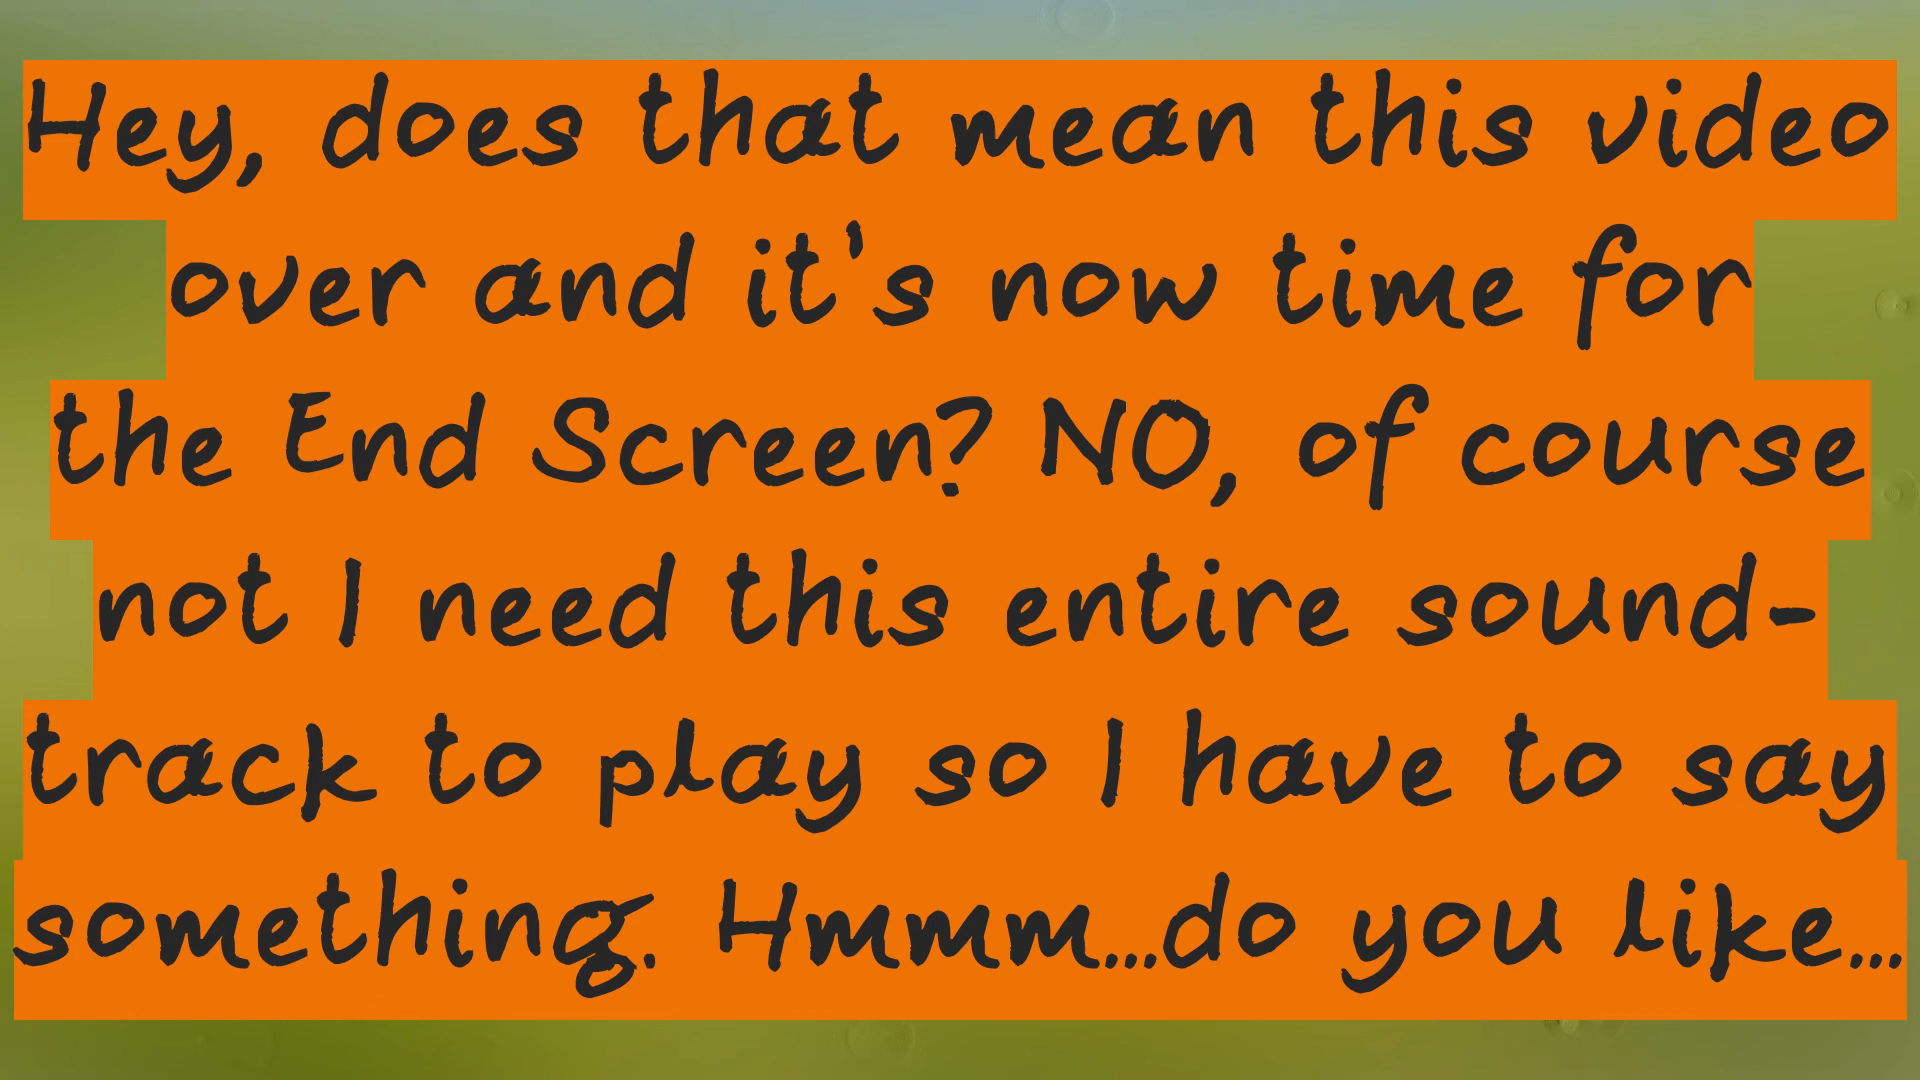 Hey, does that mean this video
over and it's now time for
the End Screen? NO, of course
not I need this entire sound-
track to play so I have to say
something. Hmmm...do you like...